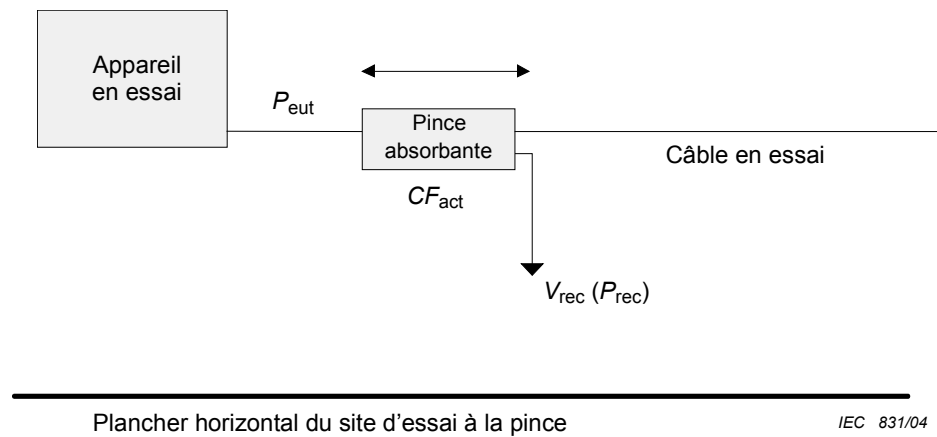 Appareil
en essai
Peut
Pince
absorbante
Câble en essai
CFact
Vrec (Prec)
Plancher horizontal du site d'essai à la pince
IEC 831/04